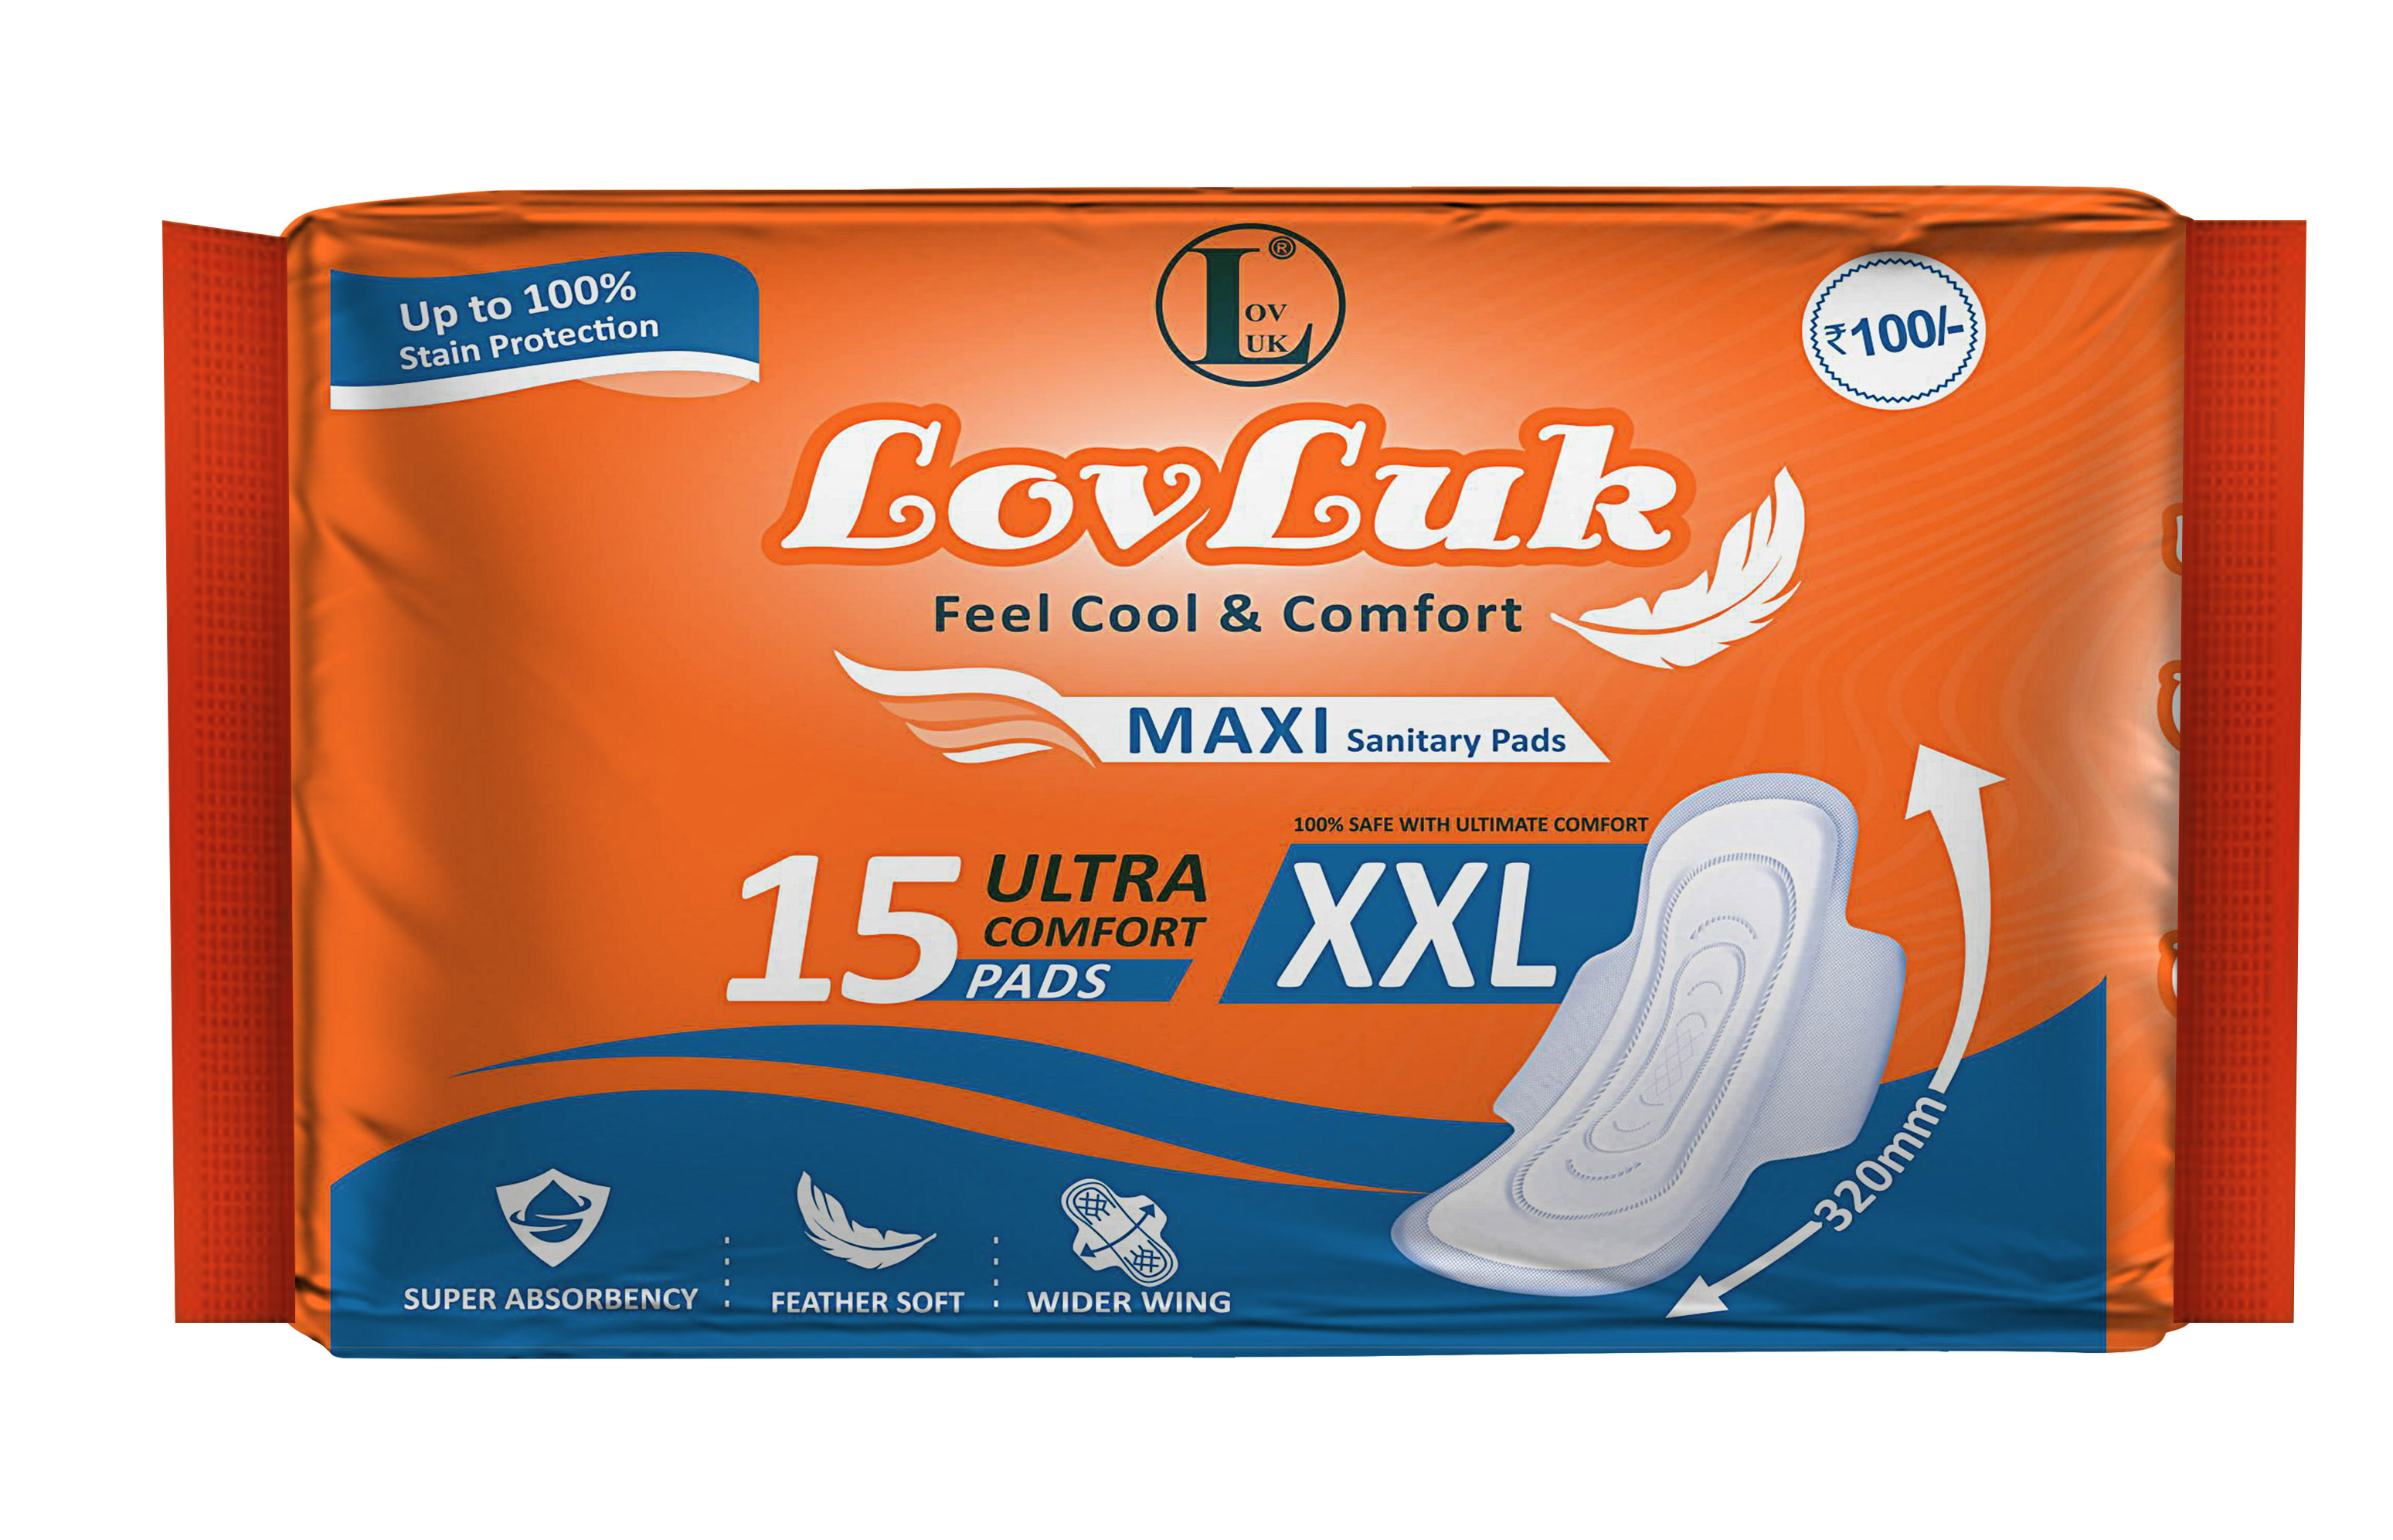 Up to 100%
Stain Protection
L ®
OV
UK
₹100/-
LovLuk
Feel Cool & Comfort
MAXI Sanitary Pads
100% SAFE WITH ULTIMATE COMFORT
15 ULTRA
COMFORT
PADS
XXL
320mm
SUPER ABSORBENCY
FEATHER SOFT
WIDER WING